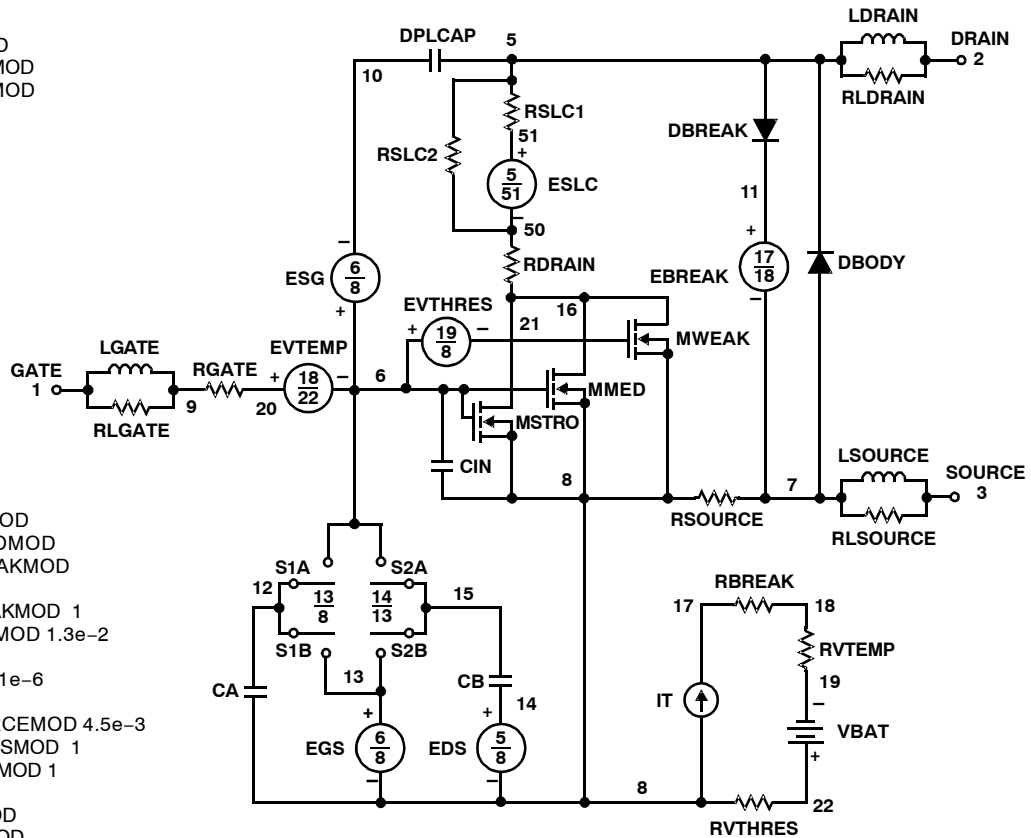 D
MOD
MOD
OD
DMOD
AKMOD
AKMOD 1
MOD 1.3e−2
1e−6
RCEMOD 4.5e−3
SMOD 1
MOD 1
OD
OD
LDRAIN
DPLCAP 5 DRAIN
2
10
RLDRAIN
RSLC1
DBREAK
51
RSLC2
+
5
51
ESLC
11
−
50
−
+
17
18
6
8
RDRAIN
DBODY
ESG
EBREAK
+
−
EVTHRES
16
+ 19
8
− 21
MWEAK
LGATE
EVTEMP
GATE
1
RGATE
+ 18
22
− 6
MMED
9
20
MSTRO
RLGATE
LSOURCE
CIN
SOURCE
3
8
7
RSOURCE
RLSOURCE
S1A
S2A
12
13
8
14
13
15
RBREAK
17
18
S1B
S2B
RVTEMP
13
CB
19
CA
14
IT
−
+
+
VBAT
EGS 6
8
EDS 5
8
+
−
−
8
22
RVTHRES